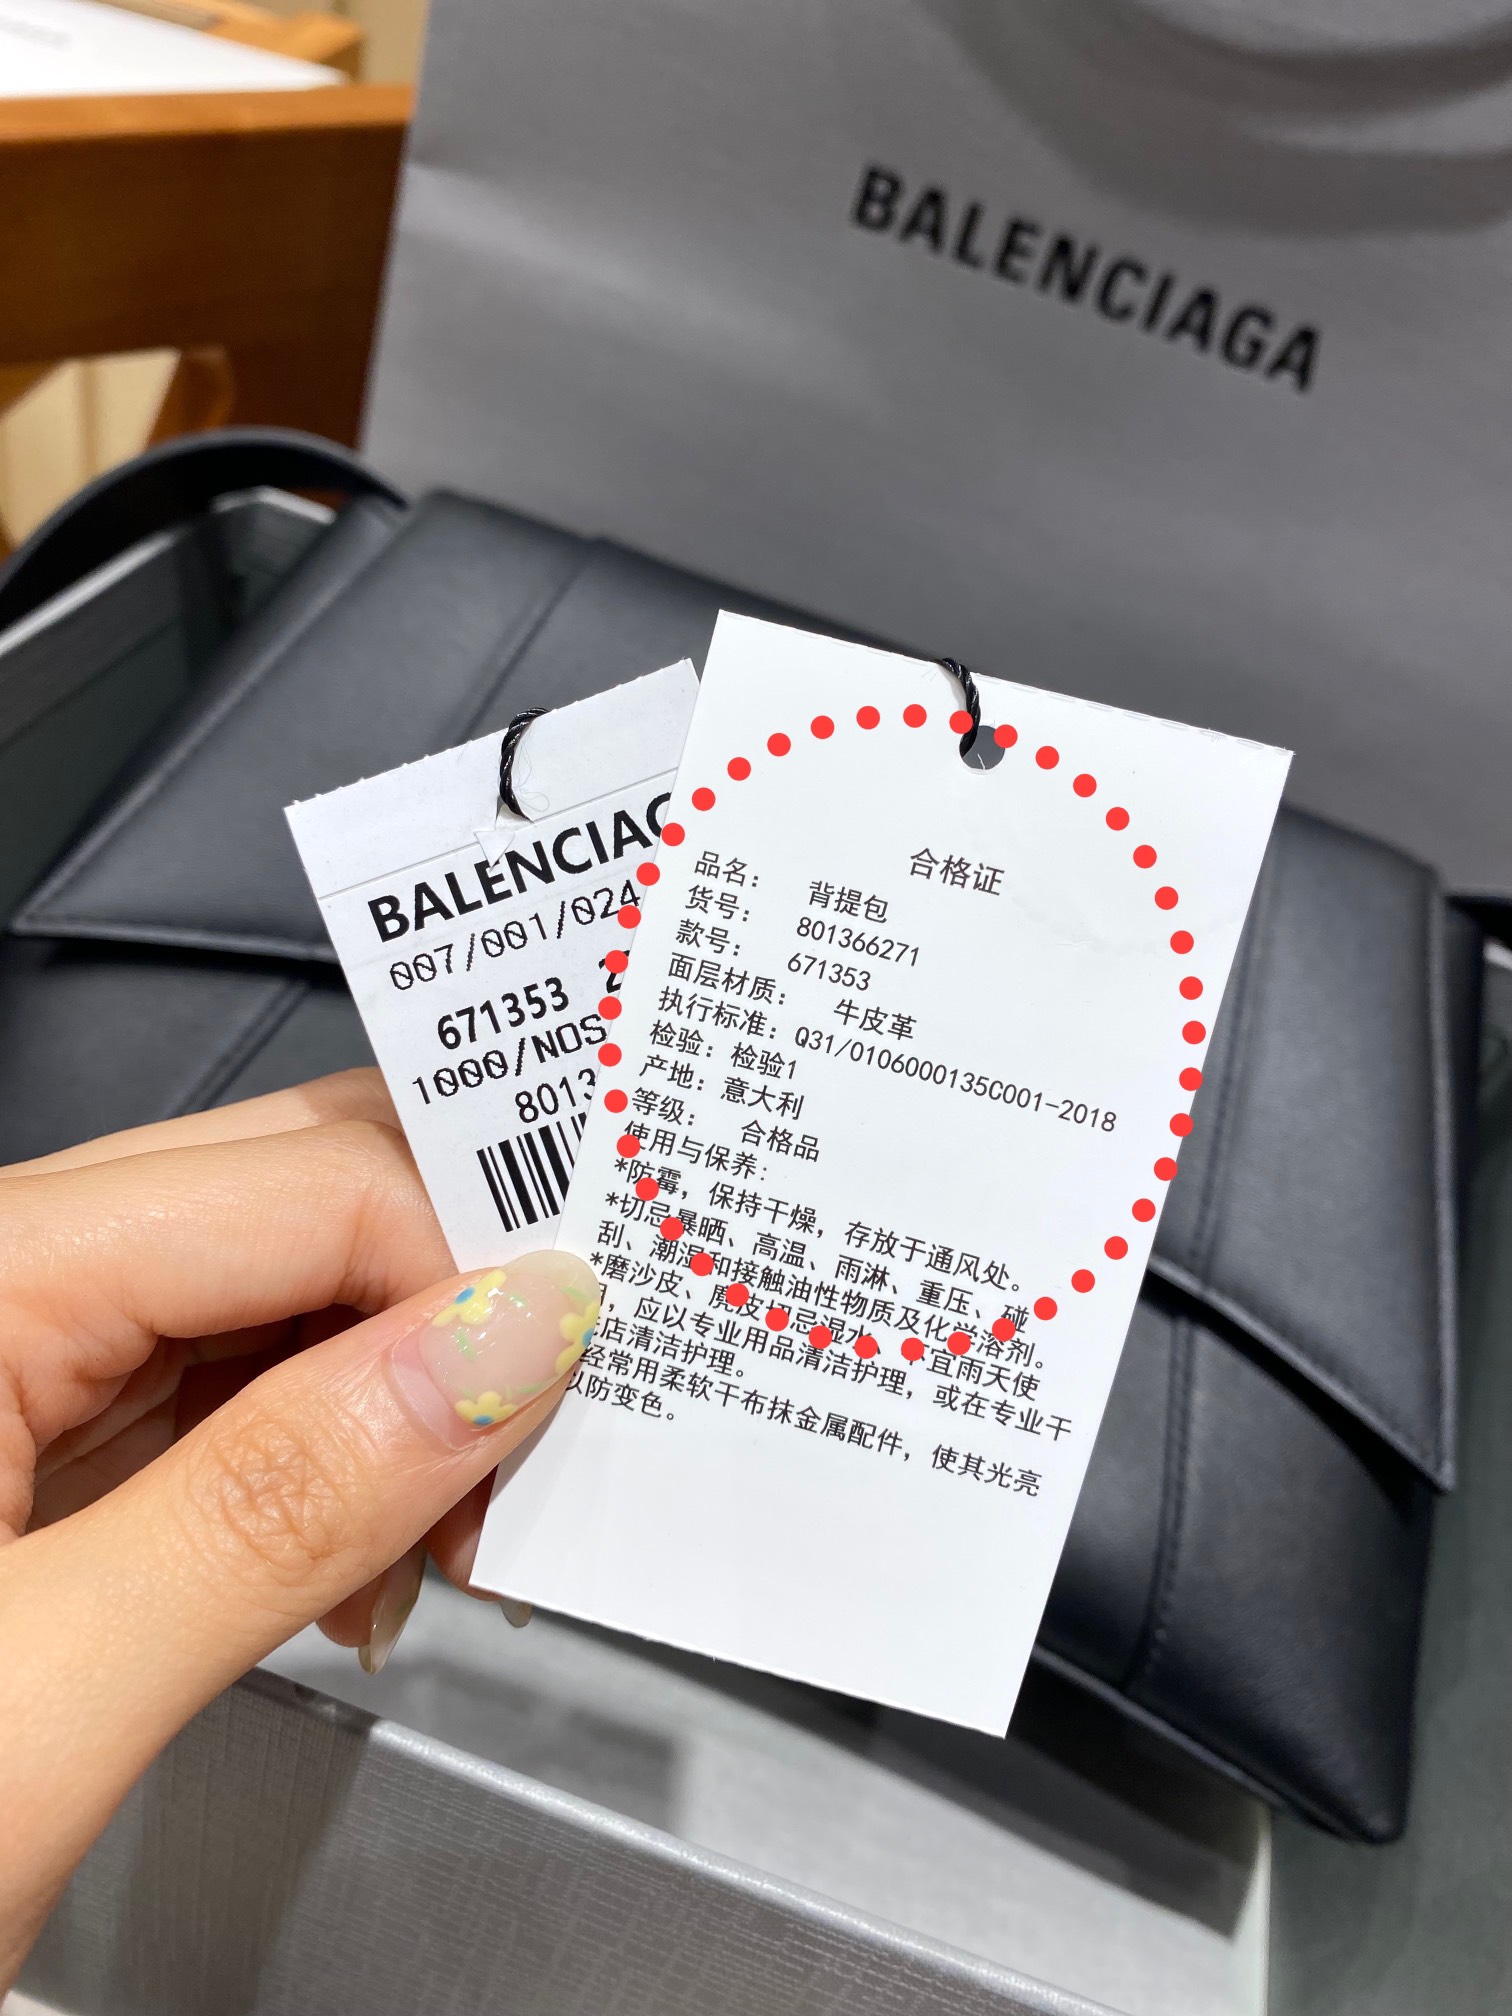 BALENCIAGA
BALENCIAG
007/001/024
671353
1000/NOS
8013
合格证
品名： 背提包
货号： 801366271
款号： 671353
面层材质： 牛皮革
执行标准：Q31/0106000135C001-2018
检验：检验1
产地：意大利
等级： 合格品
使用与保养：
*防霉，保持干燥，存放于通风处。
*切忌暴晒、高温、雨淋、重压、碰
刮、潮湿和接触油性物质及化学溶剂。
*磨沙皮、麂皮切忌湿水、不宜雨天使
，应以专业用品清洁护理，或在专业干
店清洁护理。
经常用柔软干布抹金属配件，使其光亮
以防变色。